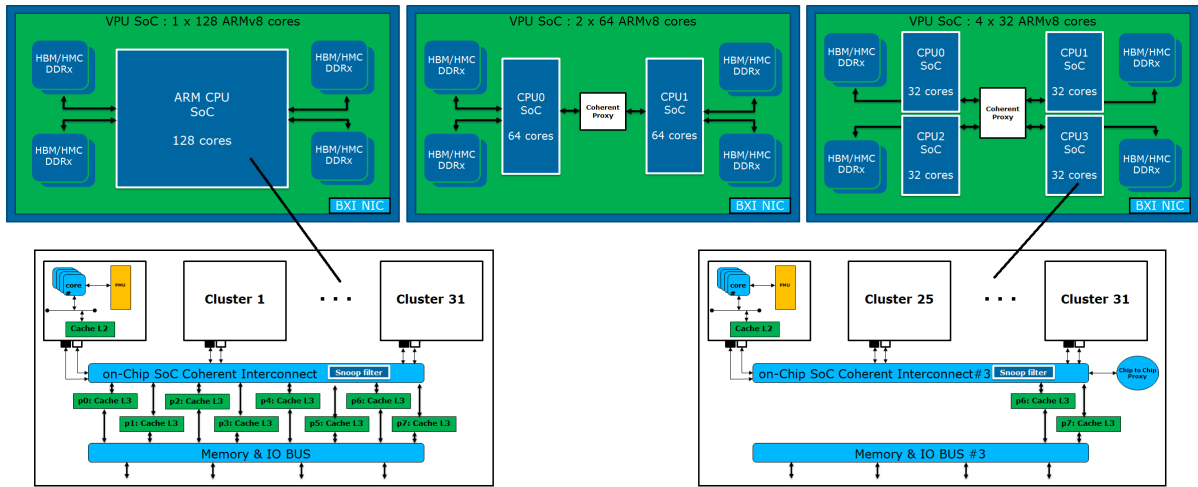 VPU SoC : 1 x 128 ARMv8 cores
HBM/HMC
DDRx
HBM/HMC
DDRx
ARM CPU
SoC
128 cores
HBM/HMC
DDRx
HBM/HMC
DDRx
BXI NIC
VPU SoC : 2 x 64 ARMv8 cores
HBM/HMC
DDRx
HBM/HMC
DDRx
CPU0
SoC
64 cores
Coherent
Proxy
CPU1
SoC
64 cores
HBM/HMC
DDRx
HBM/HMC
DDRx
BXI NIC
VPU SoC : 4 x 32 ARMv8 cores
HBM/HMC
DDRx
HBM/HMC
DDRx
CPU0
SoC
32 cores
CPU2
SoC
32 cores
Coherent
Proxy
CPU1
SoC
32 cores
CPU3
SoC
32 cores
HBM/HMC
DDRx
HBM/HMC
DDRx
BXI NIC
core
#
PMU
Cache L2
Cluster 1
. . .
Cluster 31
on-Chip SoC Coherent Interconnect
Snoop filter
p0: Cache L3
p2: Cache L3
p4: Cache L3
p6: Cache L3
p1: Cache L3
p3: Cache L3
p5: Cache L3
p7: Cache L3
Memory & IO BUS
core
#
PMU
Cache L2
Cluster 25
. . .
Cluster 31
on-Chip SoC Coherent Interconnect#3
Snoop filter
Chip to Chip
Proxy
p6: Cache L3
p7: Cache L3
Memory & IO BUS #3